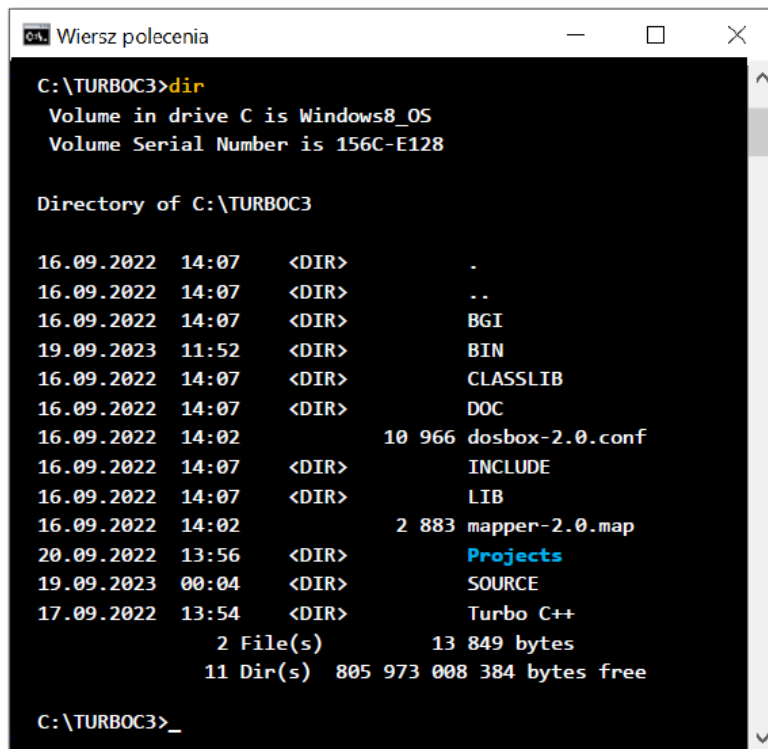 Wiersz polecenia
C:\TURBOC3>dir
Volume in drive C is Windows8_OS
Volume Serial Number is 156C-E128
Directory of C:\TURBOC3
16.09.2022 14:07 <DIR> .
16.09.2022 14:07 <DIR> ..
16.09.2022 14:07 <DIR> BGI
19.09.2023 11:52 <DIR> BIN
16.09.2022 14:07 <DIR> CLASSLIB
16.09.2022 14:07 <DIR> DOC
16.09.2022 14:02 10 966 dosbox-2.0.conf
16.09.2022 14:07 <DIR> INCLUDE
16.09.2022 14:07 <DIR> LIB
16.09.2022 14:02 2 883 mapper-2.0.map
20.09.2022 13:56 <DIR> Projects
19.09.2023 00:04 <DIR> SOURCE
17.09.2022 13:54 <DIR> Turbo C++
2 File(s) 13 849 bytes
11 Dir(s) 805 973 008 384 bytes free
C:\TURBOC3>_